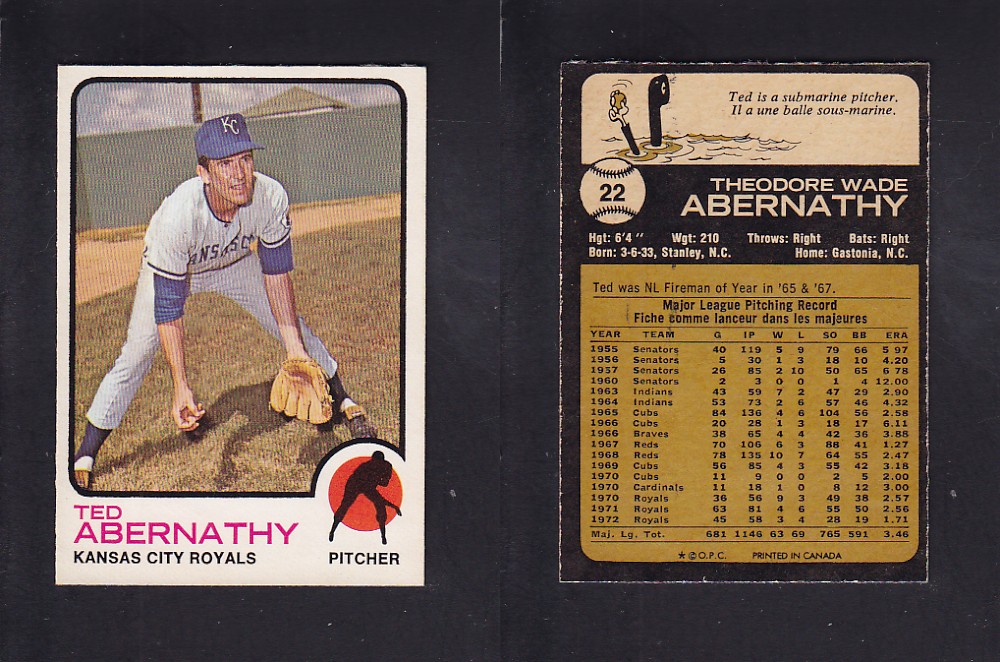 KC
ANSAS C
TED
ABERNATHY
KANSAS CITY ROYALS
PITCHER
Ted is a submarine pitcher.
Il a une balle sous-marine.
22
THEODORE WADE
ABERNATHY
Hgt: 6'4" Wgt: 210 Throws: Right Bats: Right
Born: 3-6-33, Stanley, N.C. Home: Gastonia, N.C.
Ted was NL Fireman of Year in '65 & '67.
Major League Pitching Record
Fiche comme lanceur dans les majeures
YEAR TEAM G IP W L SO BB ERA
1955 Senators 40 119 5 9 79 66 5 97
1956 Senators 5 30 1 3 18 10 4.20
1957 Senators 26 85 2 10 50 65 6 78
1960 Senators 2 3 0 0 1 4 12.00
1963 Indians 43 59 7 2 47 29 2.90
1964 Indians 53 73 2 6 57 46 4.32
1965 Cubs 84 136 4 6 104 56 2.58
1966 Cubs 20 28 1 3 18 17 6.11
1966 Braves 38 65 4 4 42 36 3.88
1967 Reds 70 106 6 3 88 41 1.27
1968 Reds 78 135 10 7 64 55 2.47
1969 Cubs 56 85 4 3 55 42 3.18
1970 Cubs 11 9 0 0 2 5 2.00
1970 Cardinals 11 18 1 0 8 12 3.00
1970 Royals 36 56 9 3 49 38 2.57
1971 Royals 63 81 4 6 55 50 2.56
1972 Royals 45 58 3 4 28 19 1.71
Maj. Lg. Tot. 681 1146 63 69 765 591 3.46
* © O.P.C. PRINTED IN CANADA